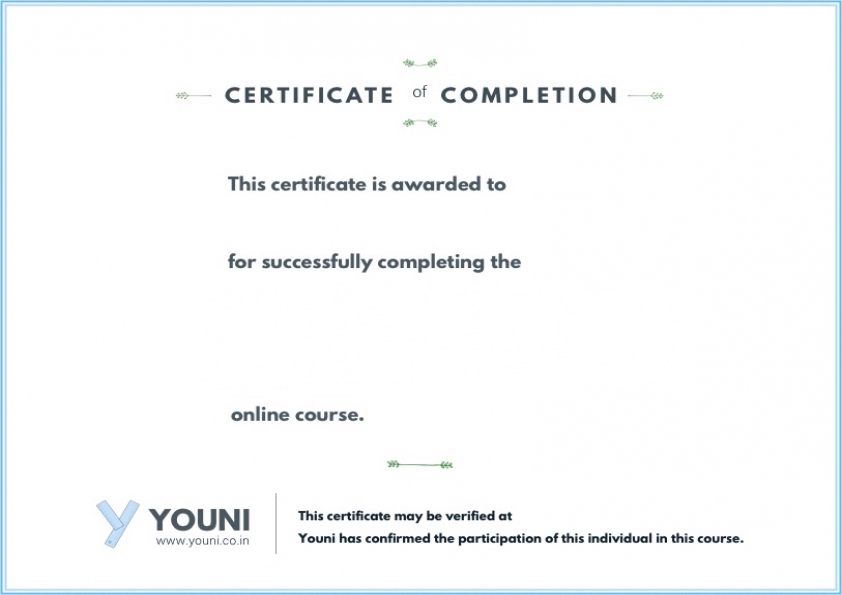 CERTIFICATE of COMPLETION
This certificate is awarded to
for successfully completing the
online course.
YOUNI
www.youni.co.in
This certificate may be verified at
Youni has confirmed the participation of this individual in this course.